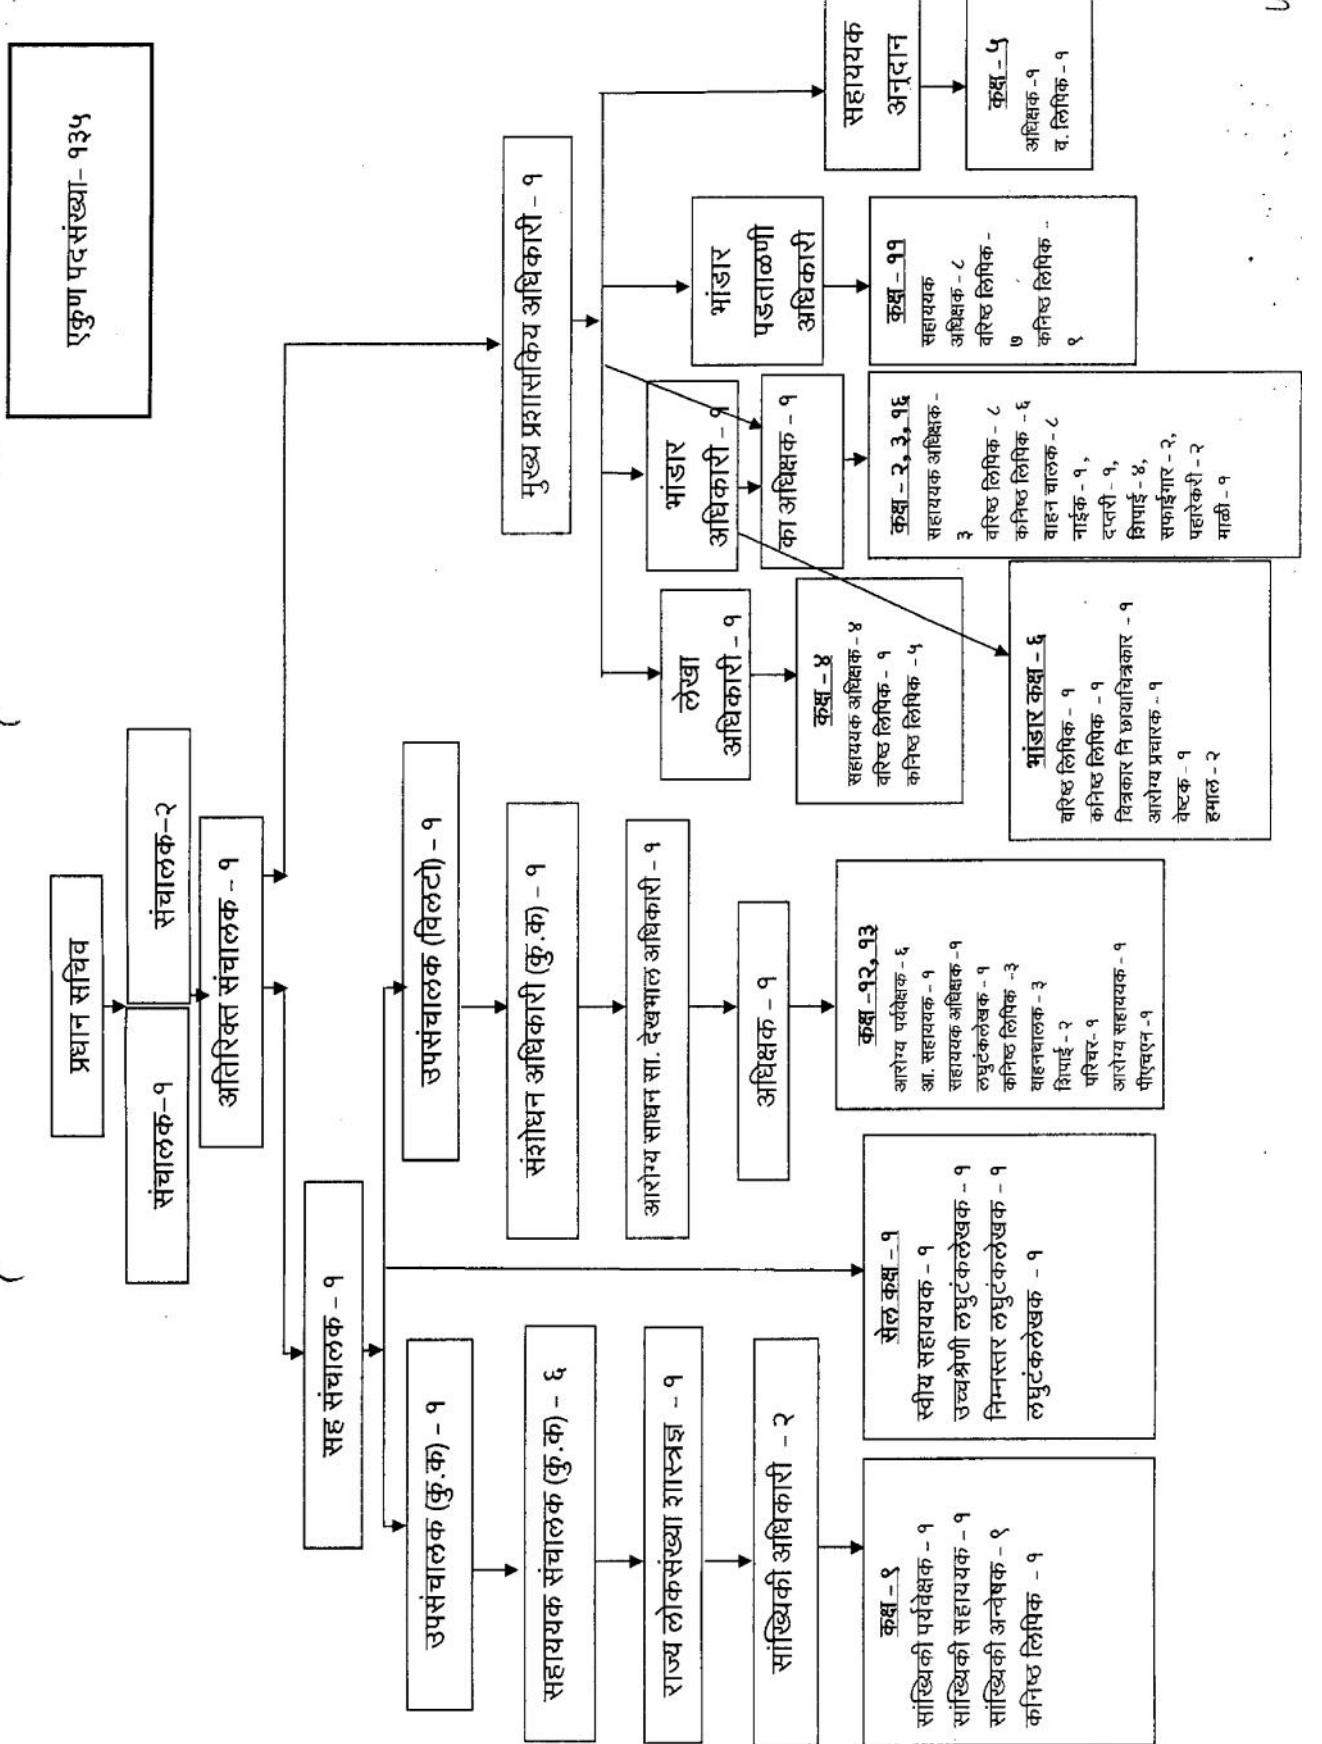 एकुण पदसंख्या– १३५
प्रधान सचिव
संचालक–१
संचालक–२
अतिरिक्त संचालक – १
सह संचालक – १
उपसंचालक (कु.क) – १
सहाय्यक संचालक (कु.क) – ६
राज्य लोकसंख्या शास्त्रज्ञ – १
सांख्यिकी अधिकारी – २
कक्ष – ९
सांख्यिकी पर्यवेक्षक – १
सांख्यिकी सहाय्यक – १
सांख्यिकी अन्वेषक – ९
कनिष्ठ लिपिक – १
सेल कक्ष – १
स्वीय सहाय्यक – १
उच्चश्रेणी लघुटंकलेखक – १
निम्नस्तर लघुटंकलेखक – १
लघुटंकलेखक – १
उपसंचालक (विलटो) – १
संशोधन अधिकारी (कु.क) – १
आरोग्य साधन सा. देखभाल अधिकारी – १
अधिक्षक – १
कक्ष –१२, १३
आरोग्य पर्यवेक्षक – ६
आ. सहाय्यक – १
सहाय्यक अधिक्षक –१
लघुटंकलेखक – १
कनिष्ठ लिपिक –३
वाहनचालक – ३
शिपाई – २
परिचर– १
आरोग्य सहाय्यक – १
पीएचएन –१
मुख्य प्रशासकिय अधिकारी – १
लेखा
अधिकारी – १
कक्ष – ४
सहाय्यक अधिक्षक – ४
वरिष्ठ लिपिक – १
कनिष्ठ लिपिक –५
भांडार
अधिकारी – १
का अधिक्षक – १
भांडार कक्ष – ६
वरिष्ठ लिपिक – १
कनिष्ठ लिपिक – १
चित्रकार नि छायाचित्रकार – १
आरोग्य प्रचारक – १
वेष्टक – १
हमाल – २
कक्ष – २, ३, १६
सहाय्यक अधिक्षक –
३
वरिष्ठ लिपिक – ८
कनिष्ठ लिपिक – ६
वाहन चालक – ८
नाईक – १,
दप्तरी – १,
शिपाई – ४,
सफाईगार – २,
पहारेकरी – २
माळी – १
भांडार
पडताळणी
अधिकारी
कक्ष – ११
सहाय्यक
अधिक्षक – ८
वरिष्ठ लिपिक –
७
कनिष्ठ लिपिक –
९
सहाय्यक
अनुदान
कक्ष – ५
अधिक्षक –१
व. लिपिक – १